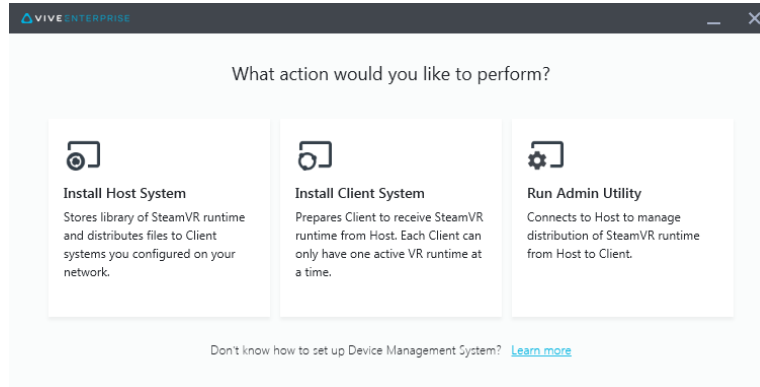 VIVE ENTERPRISE
What action would you like to perform?
Install Host System
Stores library of SteamVR runtime
and distributes files to Client
systems you configured on your
network.
Install Client System
Prepares Client to receive SteamVR
runtime from Host. Each Client can
only have one active VR runtime at
a time.
Run Admin Utility
Connects to Host to manage
distribution of SteamVR runtime
from Host to Client.
Don't know how to set up Device Management System? Learn more